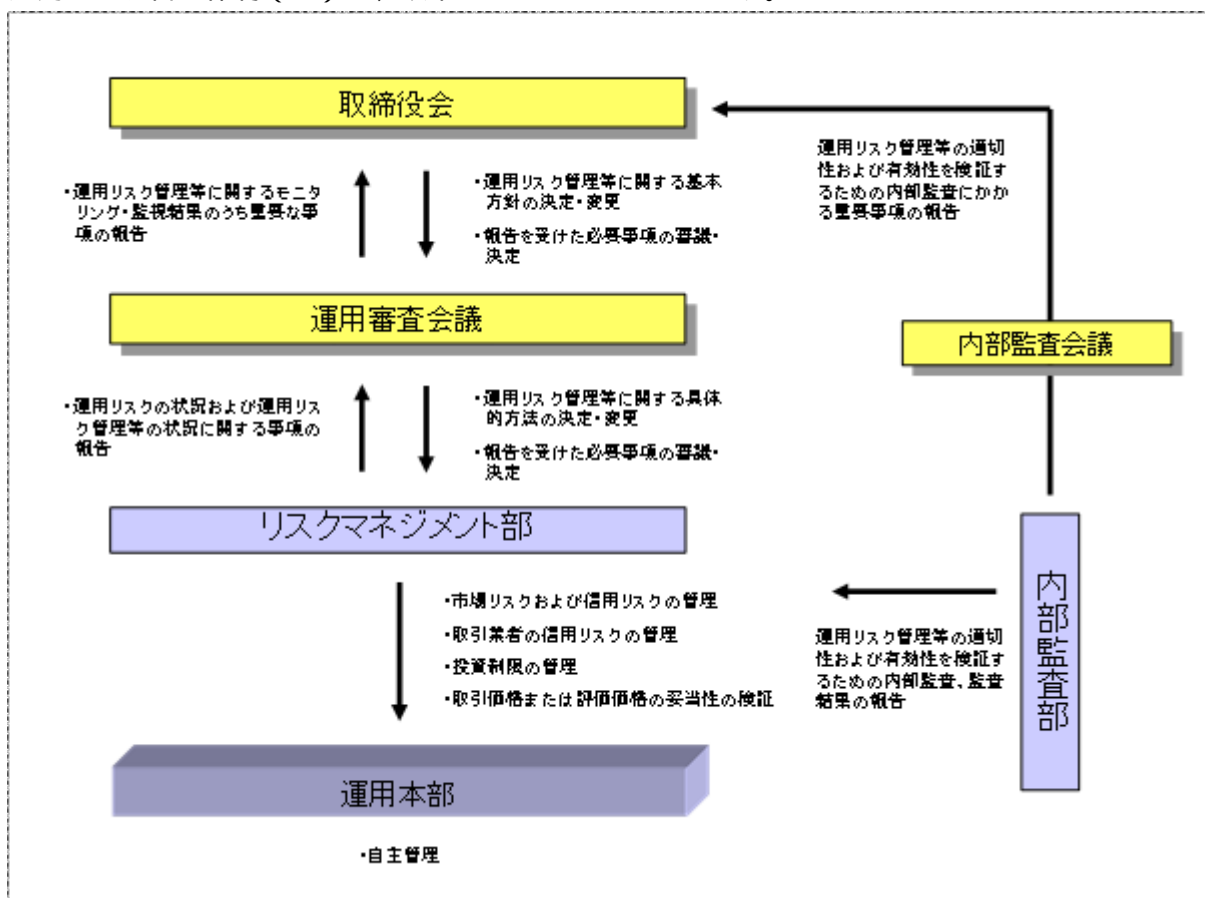 取締役会
・運用リスク管理等に関するモニタ
リング・監視結果のうち重要な事
項の報告
・運用リスク管理等に関する基本
方針の決定・変更
・報告を受けた必要事項の審議・
決定
運用リスク管理等の適切
性および有効性を検証す
るための内部監査にかか
る重要事項の報告
運用審査会議
内部監査会議
・運用リスクの状況および運用リス
ク管理等の状況に関する事項の
報告
・運用リスク管理等に関する具体
的方法の決定・変更
・報告を受けた必要事項の審議・
決定
リスクマネジメント部
内部監査部
・市場リスクおよび信用リスクの管理
・取引業者の信用リスクの管理
・投資制限の管理
・取引価格または評価価格の妥当性の検証
運用リスク管理等の適切
性および有効性を検証す
るための内部監査、監査
結果の報告
運用本部
・自主管理